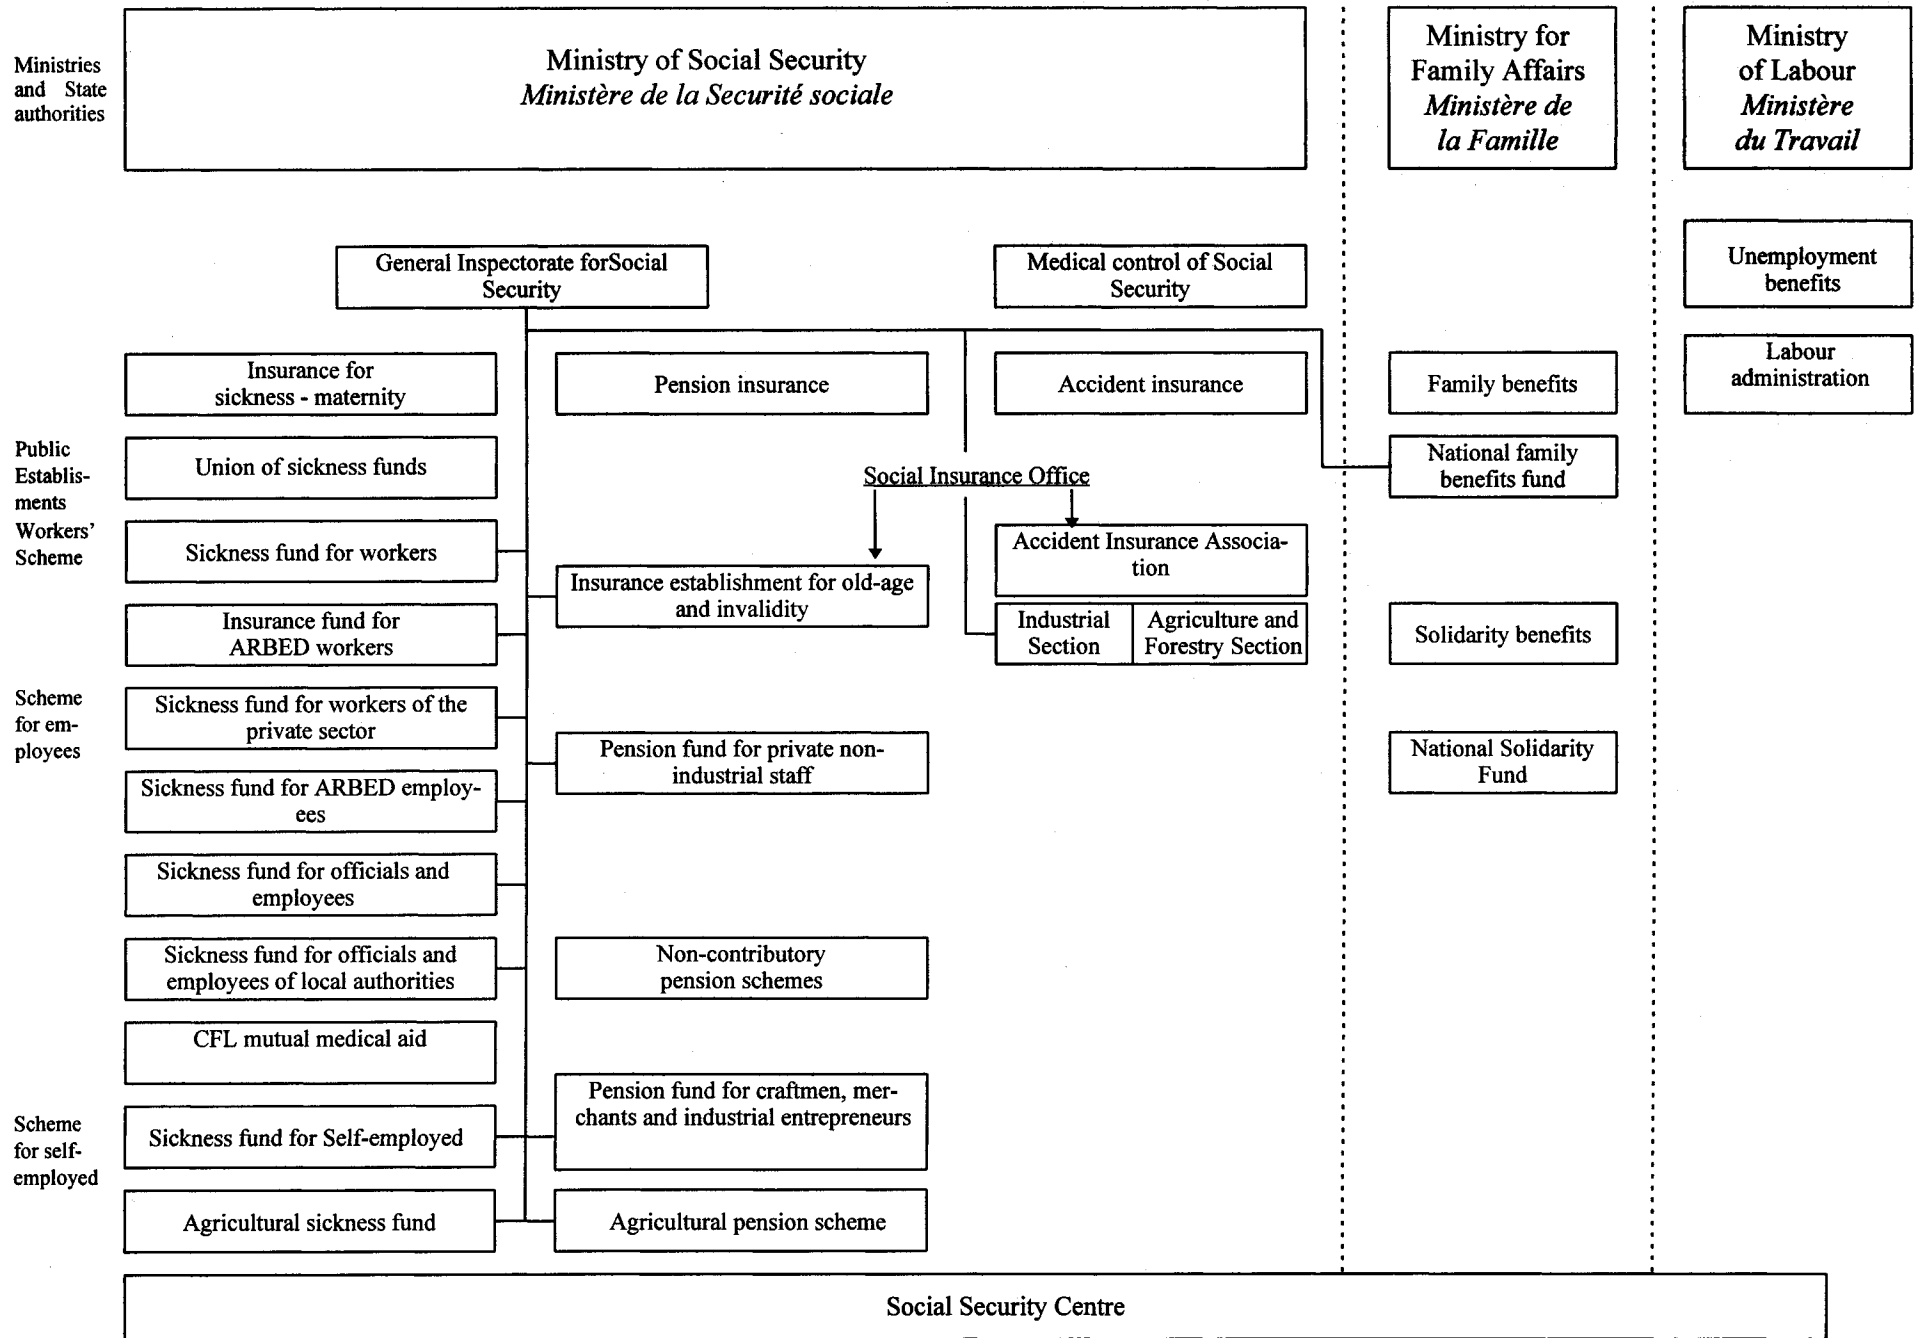 Ministries
and State
authorities
Ministry of Social Security
Ministère de la Securité sociale
Ministry for
Family Affairs
Ministère de
la Famille
Ministry
of Labour
Ministère
du Travail
General Inspectorate forSocial
Security
Medical control of Social
Security
Unemployment
benefits
Labour
administration
Insurance for
sickness - maternity
Pension insurance
Accident insurance
Family benefits
Public
Establis-
ments
Workers’
Scheme
Union of sickness funds
Social Insurance Office
National family
benefits fund
Sickness fund for workers
Accident Insurance Associa-
tion
Insurance establishment for old-age
and invalidity
Insurance fund for
ARBED workers
Industrial
Section
Agriculture and
Forestry Section
Solidarity benefits
Scheme
for em-
ployees
Sickness fund for workers of the
private sector
Pension fund for private non-
industrial staff
National Solidarity
Fund
Sickness fund for ARBED employ-
ees
Sickness fund for officials and
employees
Sickness fund for officials and
employees of local authorities
Non-contributory
pension schemes
CFL mutual medical aid
Pension fund for craftmen, mer-
chants and industrial entrepreneurs
Scheme
for self-
employed
Sickness fund for Self-employed
Agricultural sickness fund
Agricultural pension scheme
Social Security Centre